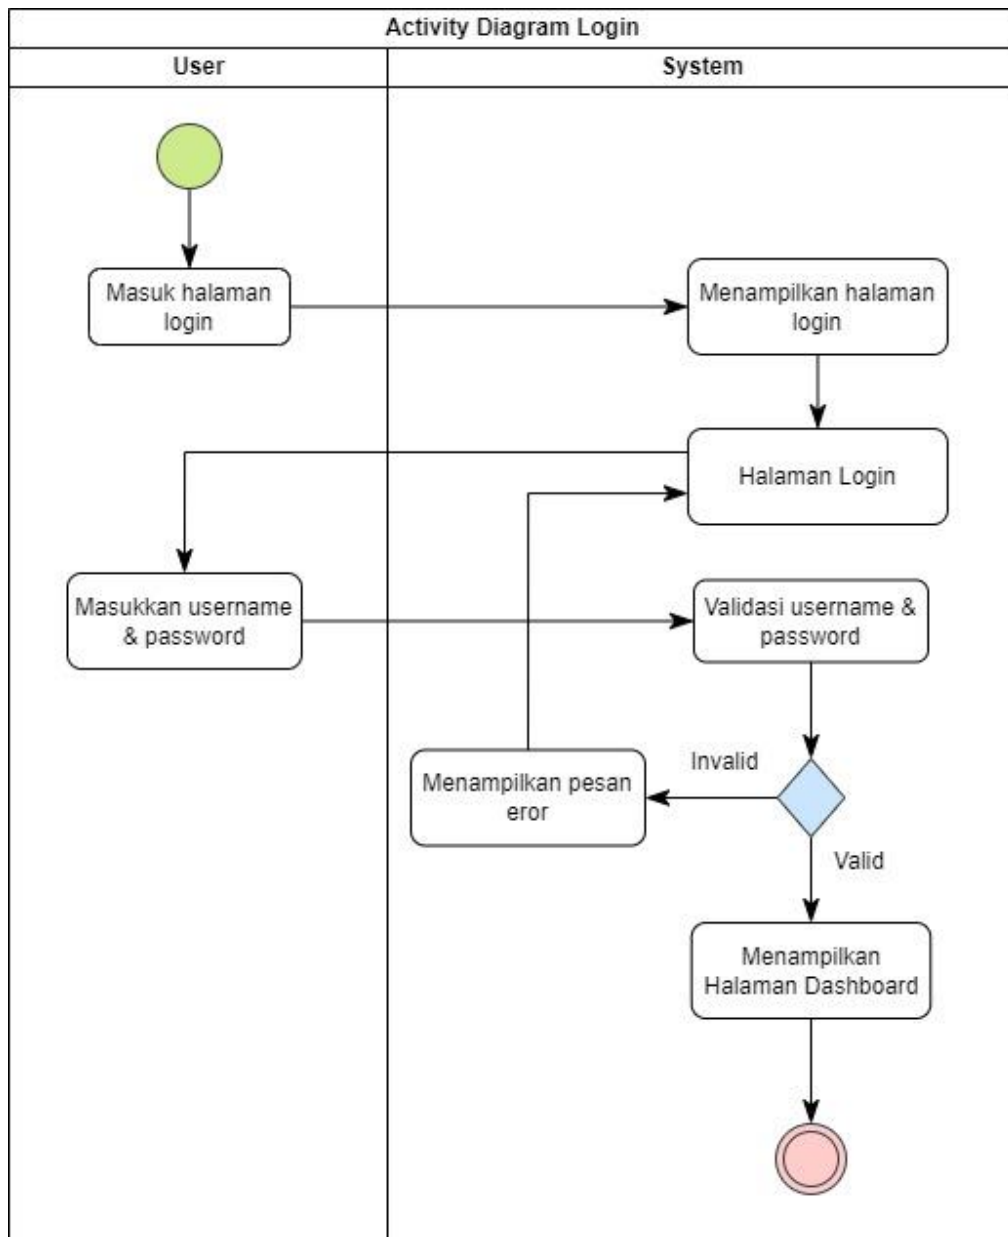 Activity Diagram Login
User
System
Masuk halaman
login
Menampilkan halaman
login
Halaman Login
Masukkan username
& password
Validasi username &
password
Invalid
Menampilkan pesan
eror
Valid
Menampilkan
Halaman Dashboard